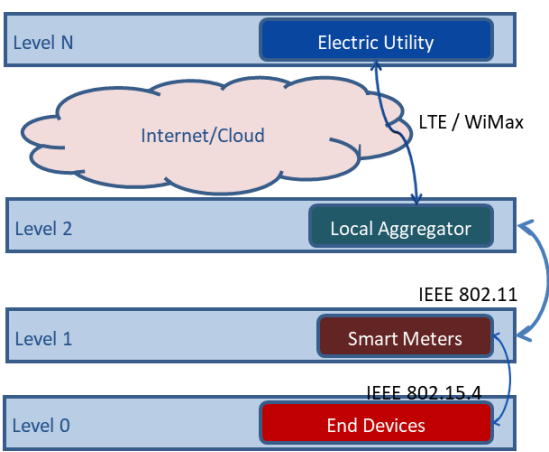 Level N
Electric Utility
Internet/Cloud
LTE / WiMax
Level 2
Local Aggregator
IEEE 802.11
Level 1
Smart Meters
IEEE 802.15.4
Level 0
End Devices